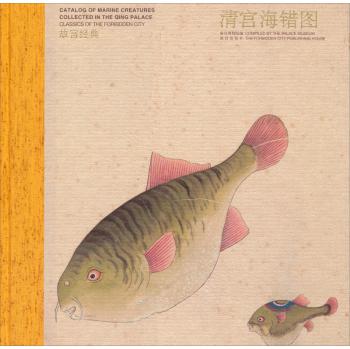 CATALOG OF MARINE CREATURES
COLLECTED IN THE QING PALACE
CLASSICS OF THE FORBIDDEN CITY
故宫经典
清宫海错图
故宫博物院编 COMPILED BY THE PALACE MUSEUM
故宫出版社 THE FORBIDDEN CITY PUBLISHING HOUSE